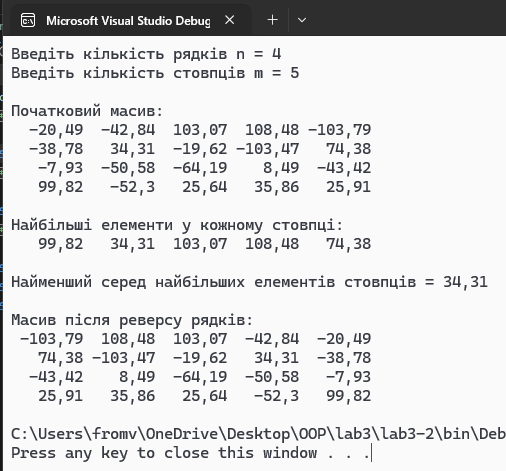 Microsoft Visual Studio Debug
Введіть кількість рядків n = 4
Введіть кількість стовпців m = 5
Початковий масив:
-20,49 -42,84 103,07 108,48 -103,79
-38,78 34,31 -19,62 -103,47 74,38
-7,93 -50,58 -64,19 8,49 -43,42
99,82 -52,3 25,64 35,86 25,91
Найбільші елементи у кожному стовпці:
99,82 34,31 103,07 108,48 74,38
Найменший серед найбільших елементів стовпців = 34,31
Масив після реверсу рядків:
-103,79 108,48 103,07 -42,84 -20,49
74,38 -103,47 -19,62 34,31 -38,78
-43,42 8,49 -64,19 -50,58 -7,93
25,91 35,86 25,64 -52,3 99,82
C:\Users\fromv\OneDrive\Desktop\OOP\lab3\lab3-2\bin\Deb
Press any key to close this window . . .